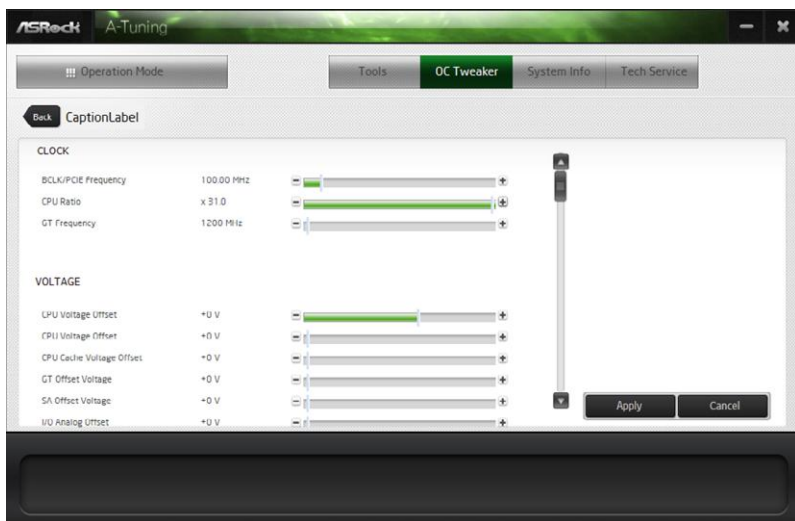 ASRock A-Tuning
Operation Mode
Tools OC Tweaker System Info Tech Service
Back CaptionLabel
CLOCK
BCLK/PCIE Frequency 100.00 MHz
CPU Ratio x 31.0
GT Frequency 1200 MHz
VOLTAGE
CPU Voltage Offset +0 V
CPU Voltage Offset +0 V
CPU Cache Voltage Offset +0 V
GT Offset Voltage +0 V
SA Offset Voltage +0 V
I/O Analog Offset +0 V
Apply Cancel